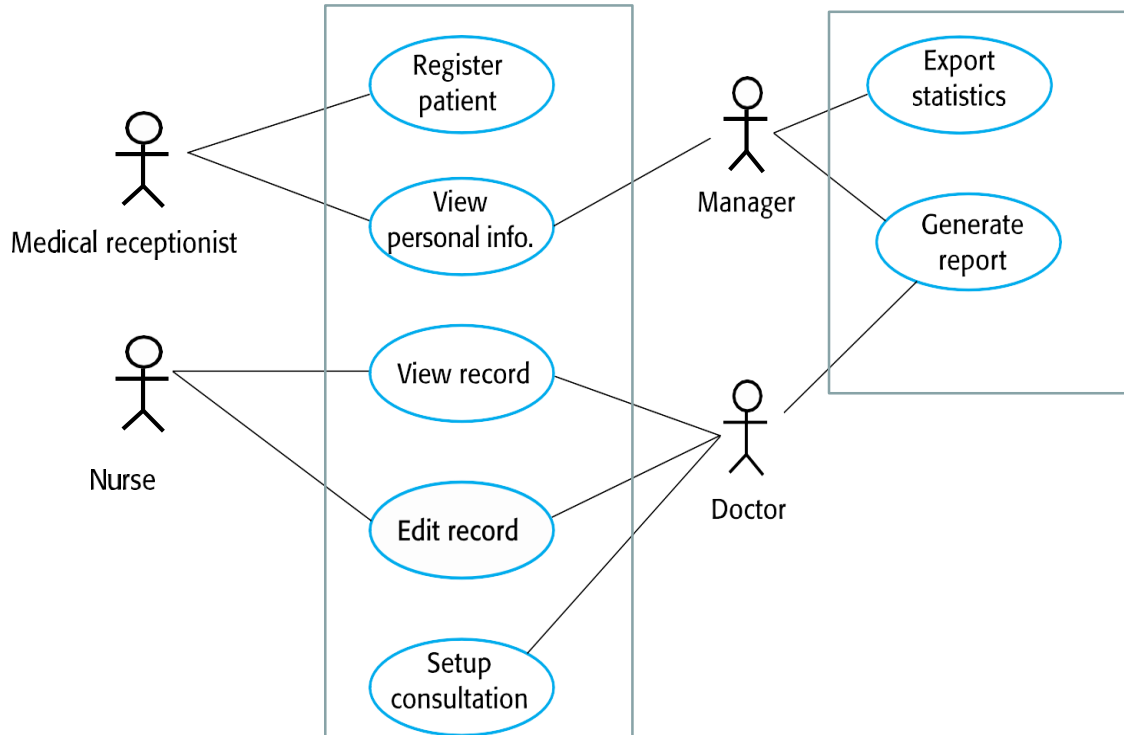 Register
patient
Export
statistics
Medical receptionist
View
personal info.
Manager
Generate
report
Nurse
View record
Edit record
Doctor
Setup
consultation